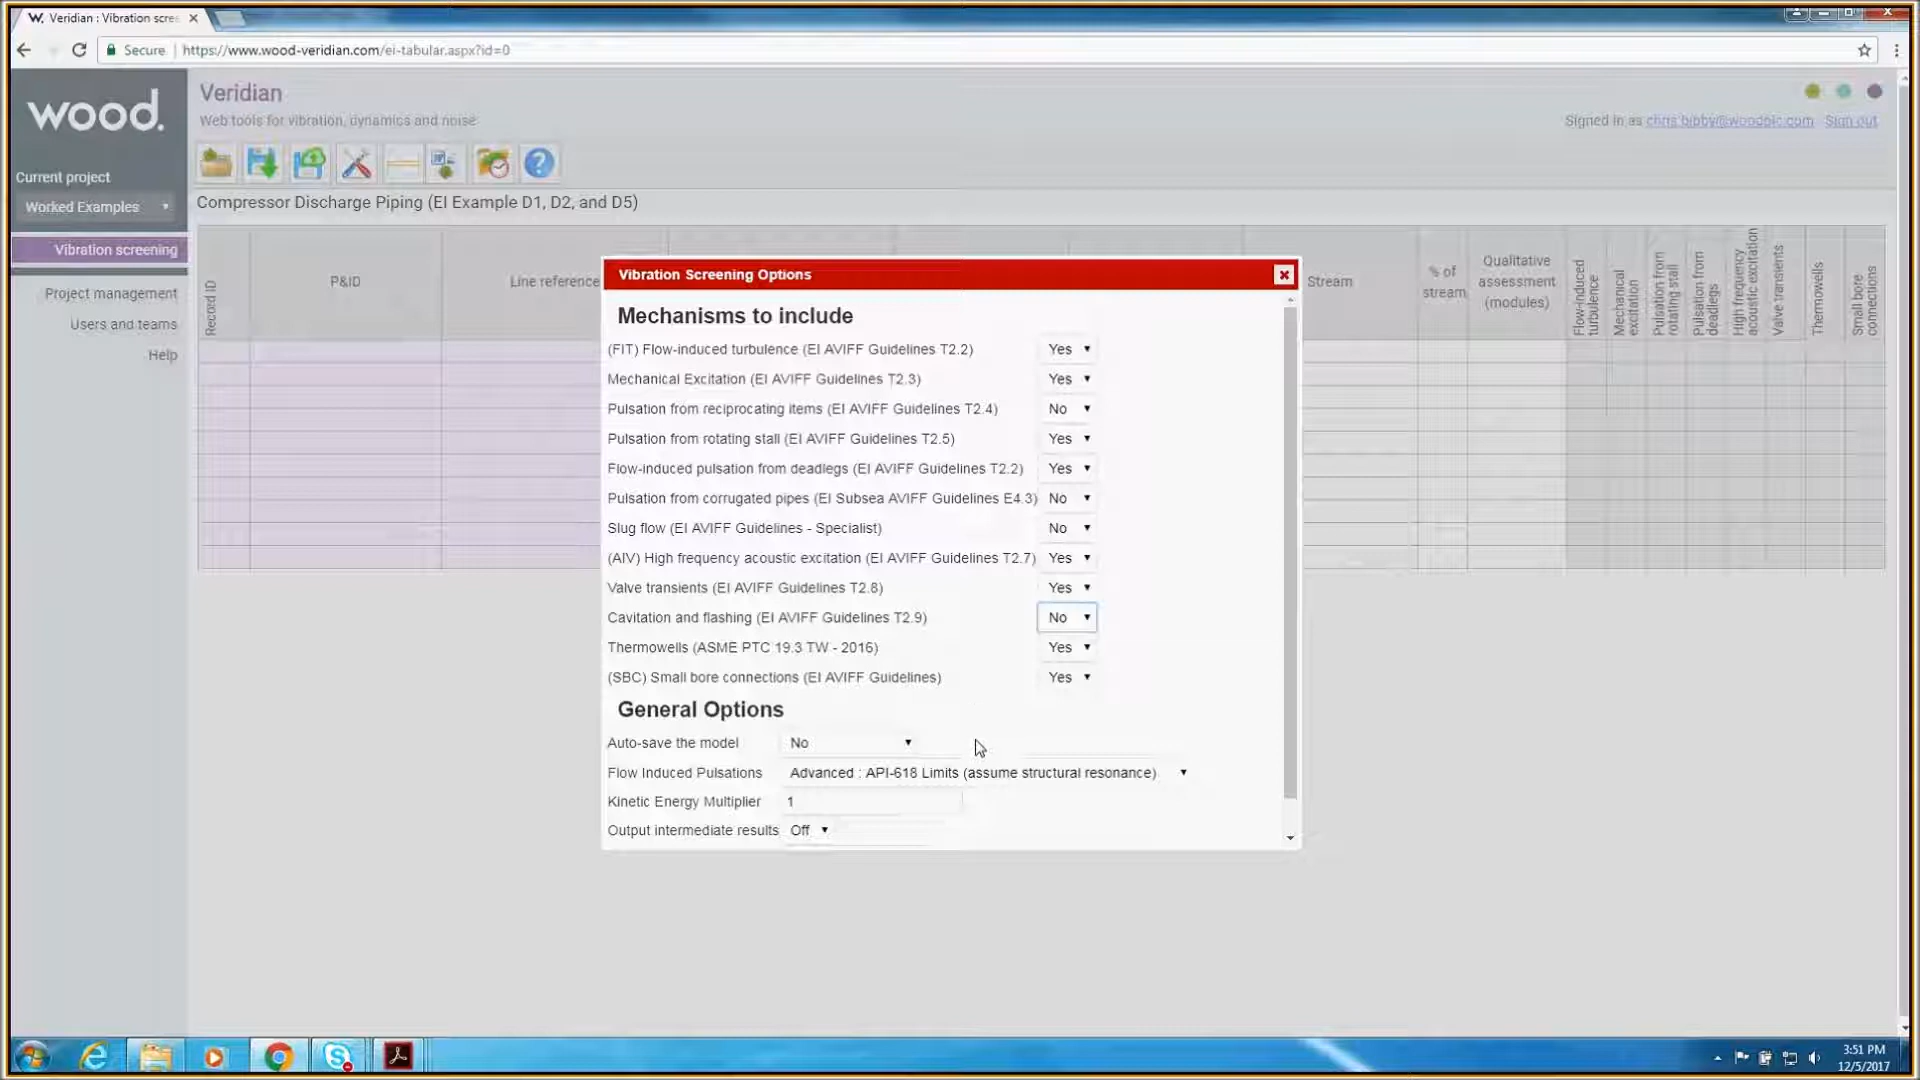 W. Veridian : Vibration scree
Secure https://www.wood-veridian.com/ei-tabular.aspx?id=0
wood.
Veridian
Web tools for vibration, dynamics and noise
Signed in as chris.bibby@woodplc.com Sign out
Current project
Worked Examples
Vibration screening
Project management
Users and teams
Help
Compressor Discharge Piping (EI Example D1, D2, and D5)
Record ID
P&ID
Line reference
Stream
% of stream
Qualitative assessment (modules)
Flow-induced turbulence
Mechanical excitation
Pulsation from rotating stall
Pulsation from deadlegs
High frequency acoustic excitation
Valve transients
Thermowells
Small bore connections
Vibration Screening Options
Mechanisms to include
(FIT) Flow-induced turbulence (EI AVIFF Guidelines T2.2) Yes
Mechanical Excitation (EI AVIFF Guidelines T2.3) Yes
Pulsation from reciprocating items (EI AVIFF Guidelines T2.4) No
Pulsation from rotating stall (EI AVIFF Guidelines T2.5) Yes
Flow-induced pulsation from deadlegs (EI AVIFF Guidelines T2.2) Yes
Pulsation from corrugated pipes (EI Subsea AVIFF Guidelines E4.3) No
Slug flow (EI AVIFF Guidelines - Specialist) No
(AIV) High frequency acoustic excitation (EI AVIFF Guidelines T2.7) Yes
Valve transients (EI AVIFF Guidelines T2.8) Yes
Cavitation and flashing (EI AVIFF Guidelines T2.9) No
Thermowells (ASME PTC 19.3 TW - 2016) Yes
(SBC) Small bore connections (EI AVIFF Guidelines) Yes
General Options
Auto-save the model No
Flow Induced Pulsations Advanced : API-618 Limits (assume structural resonance)
Kinetic Energy Multiplier 1
Output intermediate results Off
3:51 PM
12/5/2017